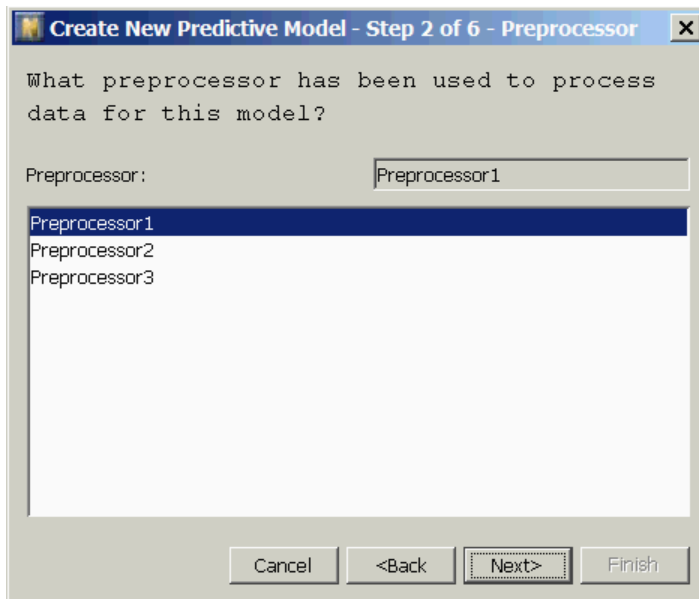 Create New Predictive Model - Step 2 of 6 - Preprocessor
What preprocessor has been used to process
data for this model?
Preprocessor: Preprocessor1
Preprocessor1
Preprocessor2
Preprocessor3
Cancel <Back Next> Finish